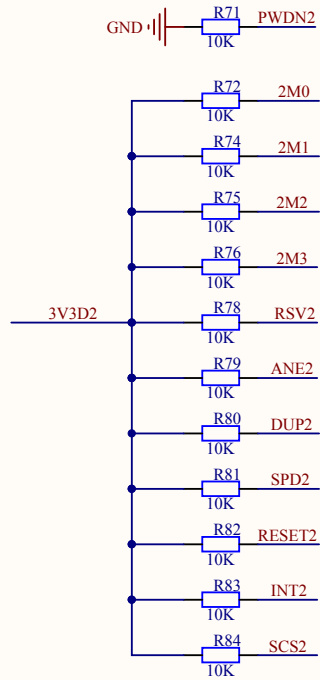 R71 PWDN2
GND
10K
R72 2M0
10K
R74 2M1
10K
R75 2M2
10K
R76 2M3
10K
3V3D2 R78 RSV2
10K
R79 ANE2
10K
R80 DUP2
10K
R81 SPD2
10K
R82 RESET2
10K
R83 INT2
10K
R84 SCS2
10K